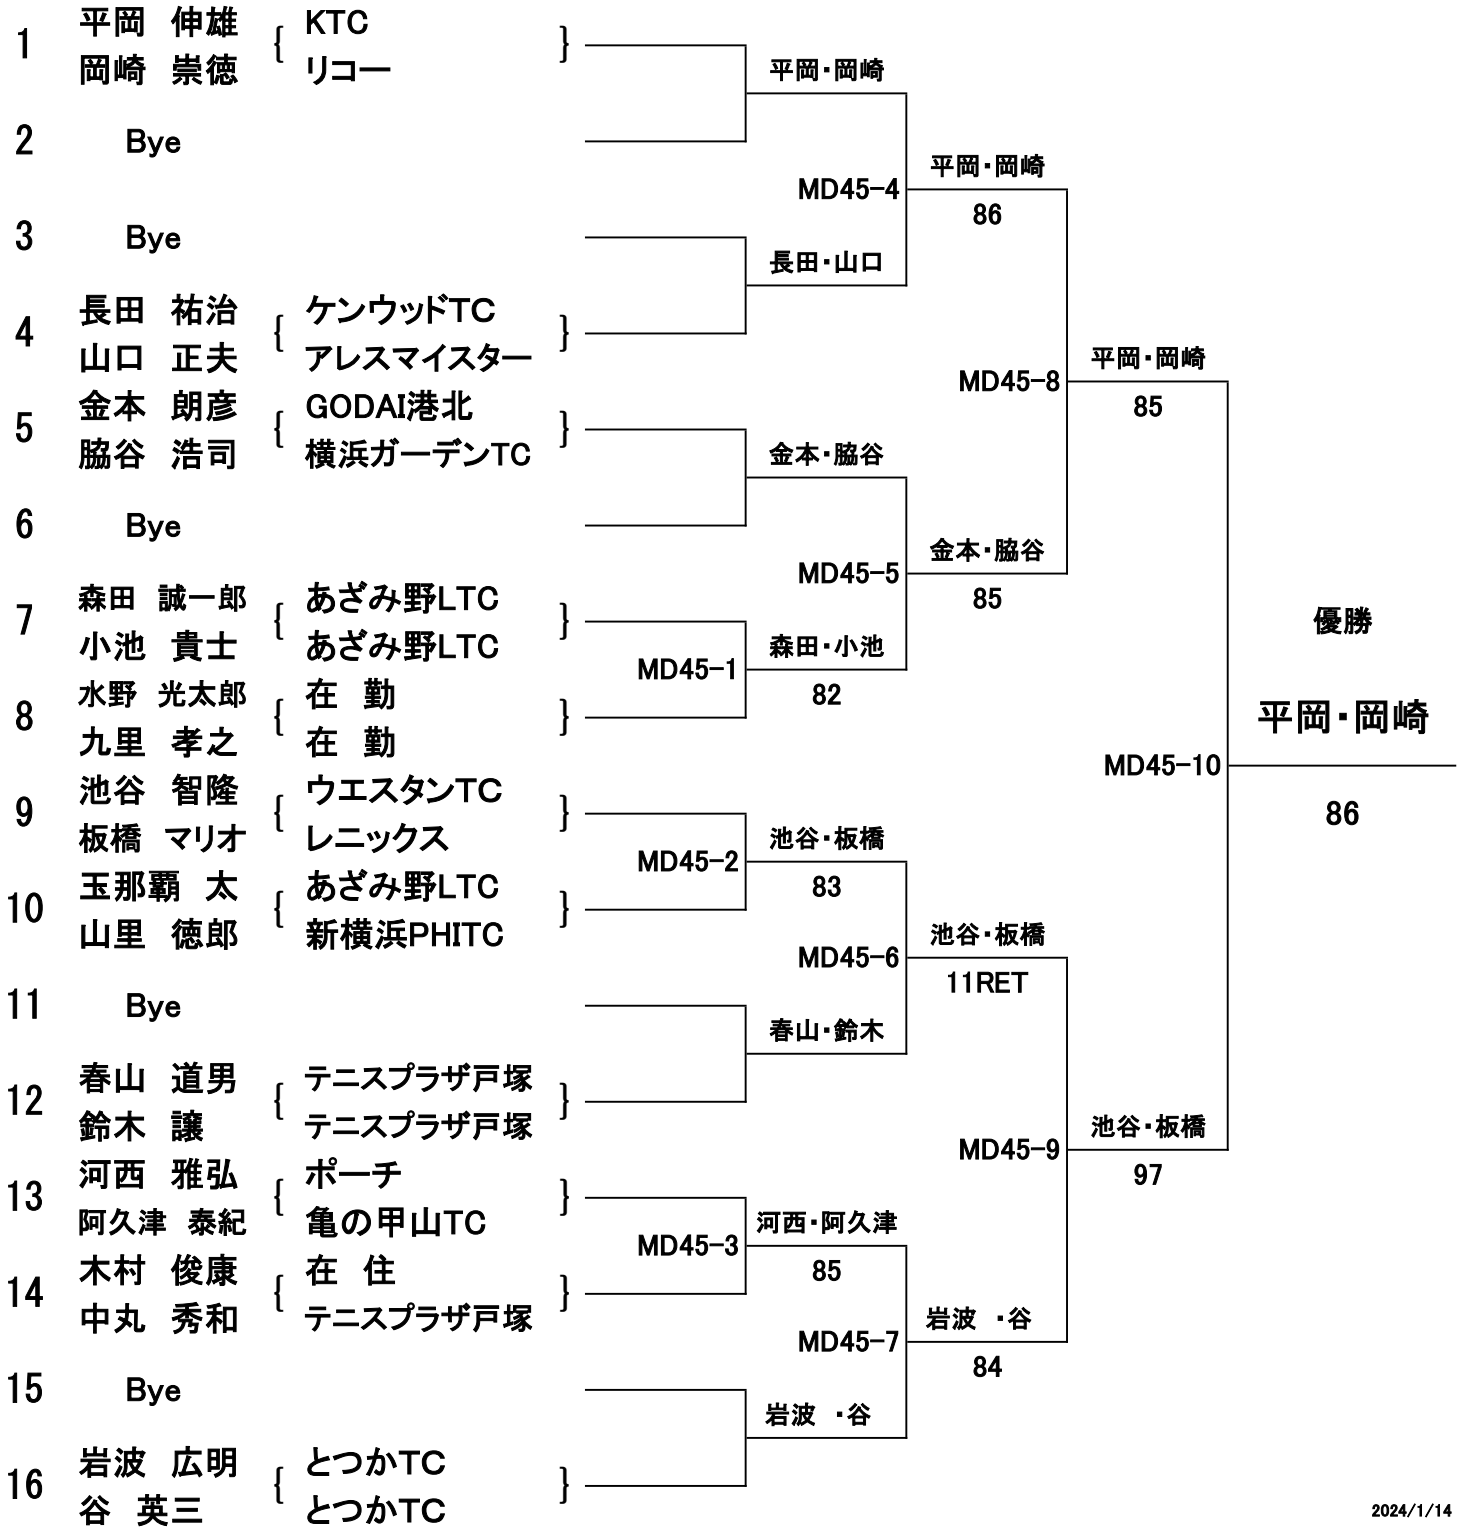 1 平岡 伸雄 { KTC }
岡崎 崇徳 リコー
平岡・岡崎
2 Bye
MD45-4 平岡・岡崎
86
3 Bye
長田・山口
4 長田 祐治 { ケンウッドTC }
山口 正夫 アレスマイスター
MD45-8 平岡・岡崎
85
5 金本 朗彦 { GODAI港北 }
脇谷 浩司 横浜ガーデンTC
金本・脇谷
6 Bye
MD45-5 金本・脇谷
85
7 森田 誠一郎 { あざみ野LTC }
小池 貴士 あざみ野LTC
MD45-1 森田・小池
82
8 水野 光太郎 { 在 勤 }
九里 孝之 在 勤
優勝
平岡・岡崎
MD45-10
86
9 池谷 智隆 { ウエスタンTC }
板橋 マリオ レニックス
MD45-2 池谷・板橋
83
10 玉那覇 太 { あざみ野LTC }
山里 徳郎 新横浜PHITC
MD45-6 池谷・板橋
11RET
11 Bye
春山・鈴木
12 春山 道男 { テニスプラザ戸塚 }
鈴木 譲 テニスプラザ戸塚
MD45-9 池谷・板橋
97
13 河西 雅弘 { ポーチ }
阿久津 泰紀 亀の甲山TC
MD45-3 河西・阿久津
85
14 木村 俊康 { 在 住 }
中丸 秀和 テニスプラザ戸塚
MD45-7 岩波 ・谷
84
15 Bye
岩波 ・谷
16 岩波 広明 { とつかTC }
谷 英三 とつかTC
2024/1/14